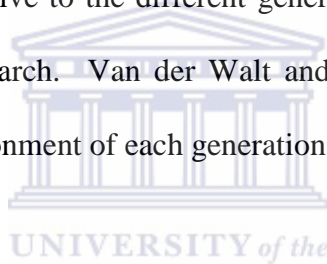 ive to the different gener
arch. Van der Walt and
onment of each generation
UNIVERSITY of the